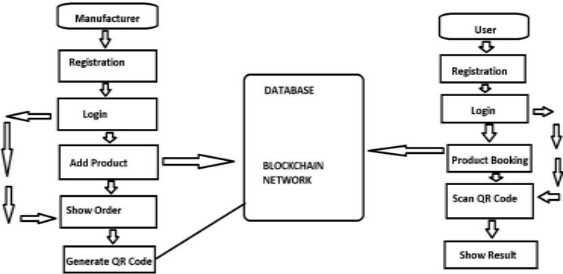 Manufacturer
Registration
Login
Add Product
Show Order
Generate QR Code
DATABASE
BLOCKCHAIN
NETWORK
User
Registration
Login
Product Booking
Scan QR Code
Show Result